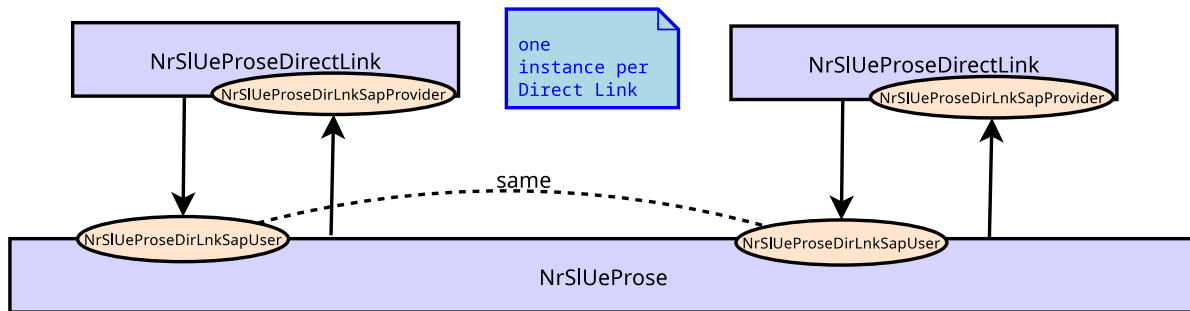 NrSlUeProseDirectLink
NrSlUeProseDirLnkSapProvider
one
instance per
Direct Link
NrSlUeProseDirectLink
NrSlUeProseDirLnkSapProvider
same
NrSlUeProseDirLnkSapUser
NrSlUeProseDirLnkSapUser
NrSlUeProse